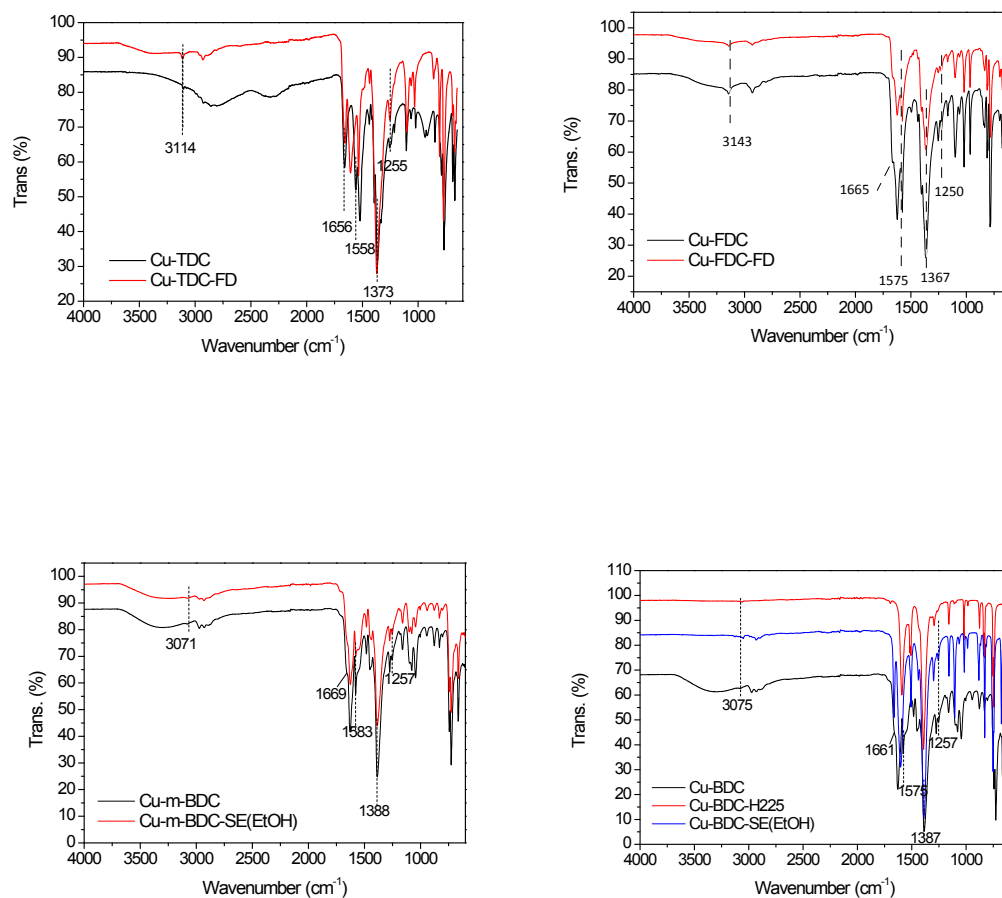 Trans (%)
100
90
80
70
60
50
40
30
20
3114
1255
1656
1558
1373
Cu-TDC
Cu-TDC-FD
4000 3500 3000 2500 2000 1500 1000
Wavenumber (cm⁻¹)
Trans. (%)
100
90
80
70
60
50
40
30
20
3143
1665
1250
1575
1367
Cu-FDC
Cu-FDC-FD
4000 3500 3000 2500 2000 1500 1000
Wavenumber (cm⁻¹)
Trans. (%)
100
90
80
70
60
50
40
30
20
10
0
3071
1669
1257
1583
1388
Cu-m-BDC
Cu-m-BDC-SE(EtOH)
4000 3500 3000 2500 2000 1500 1000
Wavenumber (cm⁻¹)
Trans. (%)
110
100
90
80
70
60
50
40
30
20
10
0
3075
1661
1257
1575
1387
Cu-BDC
Cu-BDC-H225
Cu-BDC-SE(EtOH)
4000 3500 3000 2500 2000 1500 1000
Wavenumber (cm⁻¹)